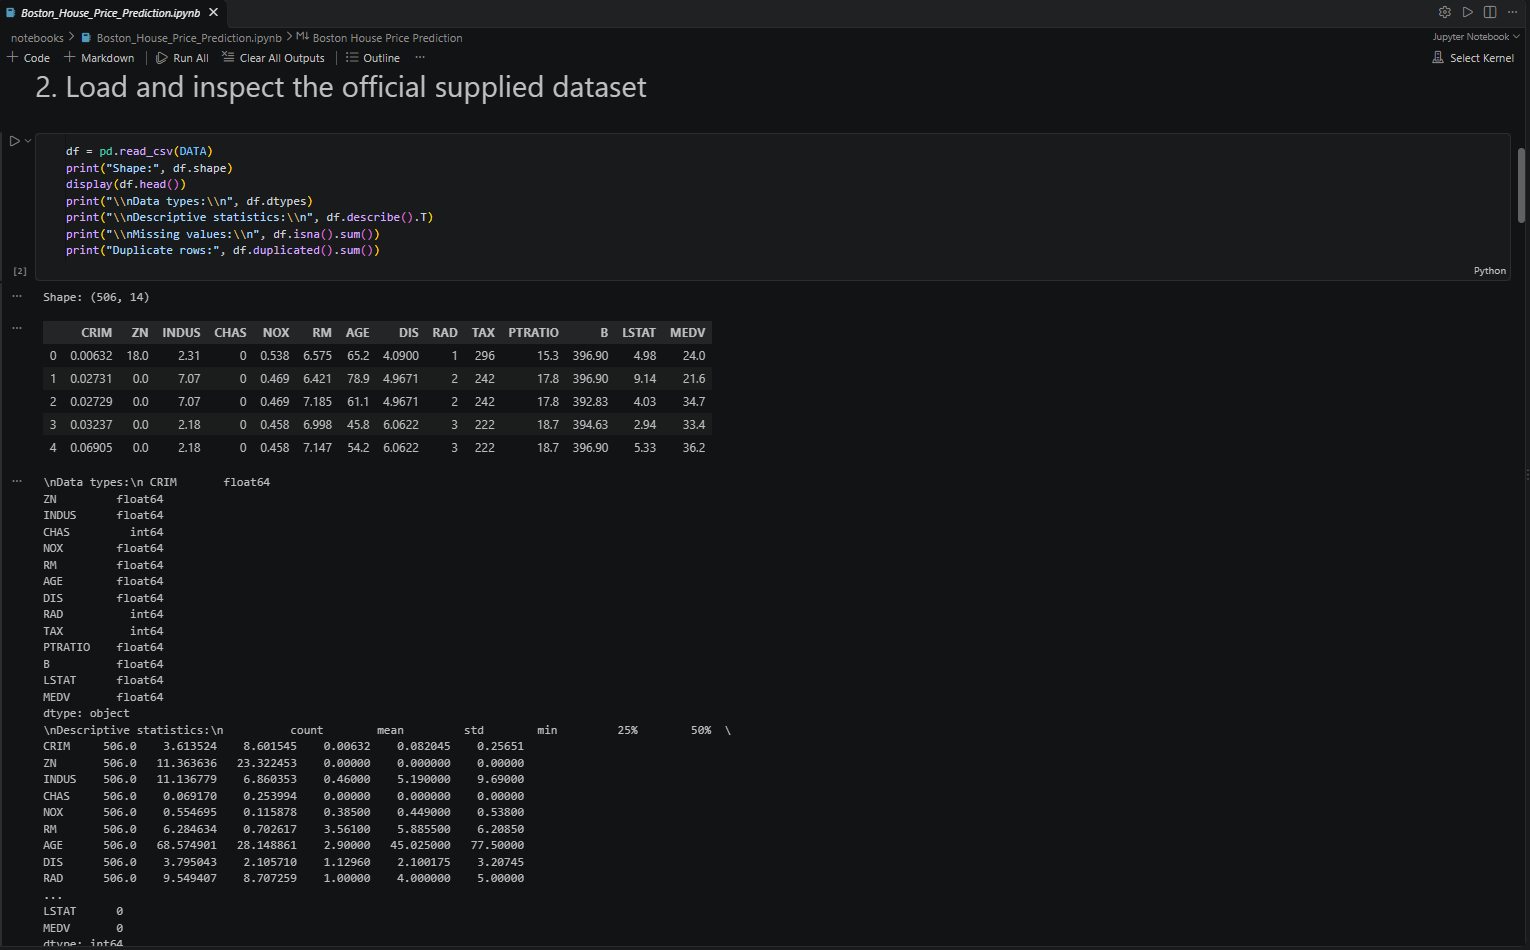 Boston_House_Price_Prediction.ipynb
notebooks > Boston_House_Price_Prediction.ipynb > M↓ Boston House Price Prediction
Jupyter Notebook
+ Code + Markdown | Run All Clear All Outputs | Outline ...
Select Kernel
2. Load and inspect the official supplied dataset
df = pd.read_csv(DATA)
print("Shape:", df.shape)
display(df.head())
print("\\nData types:\\n", df.dtypes)
print("\\nDescriptive statistics:\\n", df.describe().T)
print("\\nMissing values:\\n", df.isna().sum())
print("Duplicate rows:", df.duplicated().sum())
[2]
Python
Shape: (506, 14)
CRIM ZN INDUS CHAS NOX RM AGE DIS RAD TAX PTRATIO B LSTAT MEDV
0 0.00632 18.0 2.31 0 0.538 6.575 65.2 4.0900 1 296 15.3 396.90 4.98 24.0
1 0.02731 0.0 7.07 0 0.469 6.421 78.9 4.9671 2 242 17.8 396.90 9.14 21.6
2 0.02729 0.0 7.07 0 0.469 7.185 61.1 4.9671 2 242 17.8 392.83 4.03 34.7
3 0.03237 0.0 2.18 0 0.458 6.998 45.8 6.0622 3 222 18.7 394.63 2.94 33.4
4 0.06905 0.0 2.18 0 0.458 7.147 54.2 6.0622 3 222 18.7 396.90 5.33 36.2
\nData types:\n CRIM float64
ZN float64
INDUS float64
CHAS int64
NOX float64
RM float64
AGE float64
DIS float64
RAD int64
TAX int64
PTRATIO float64
B float64
LSTAT float64
MEDV float64
dtype: object
\nDescriptive statistics:\n count mean std min 25% 50% \
CRIM 506.0 3.613524 8.601545 0.00632 0.082045 0.25651
ZN 506.0 11.363636 23.322453 0.00000 0.000000 0.00000
INDUS 506.0 11.136779 6.860353 0.46000 5.190000 9.69000
CHAS 506.0 0.069170 0.253994 0.00000 0.000000 0.00000
NOX 506.0 0.554695 0.115878 0.38500 0.449000 0.53800
RM 506.0 6.284634 0.702617 3.56100 5.885500 6.20850
AGE 506.0 68.574901 28.148861 2.90000 45.025000 77.50000
DIS 506.0 3.795043 2.105710 1.12960 2.100175 3.20745
RAD 506.0 9.549407 8.707259 1.00000 4.000000 5.00000
...
LSTAT 0
MEDV 0
dtype: int64